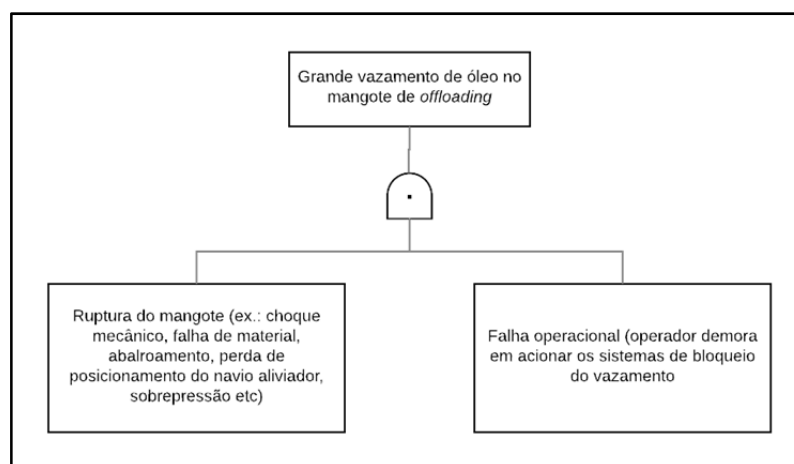 Grande vazamento de óleo no
mangote de offloading
Ruptura do mangote (ex.: choque
mecânico, falha de material,
abalroamento, perda de
posicionamento do navio aliviador,
sobrepressão etc)
Falha operacional (operador demora
em acionar os sistemas de bloqueio
do vazamento